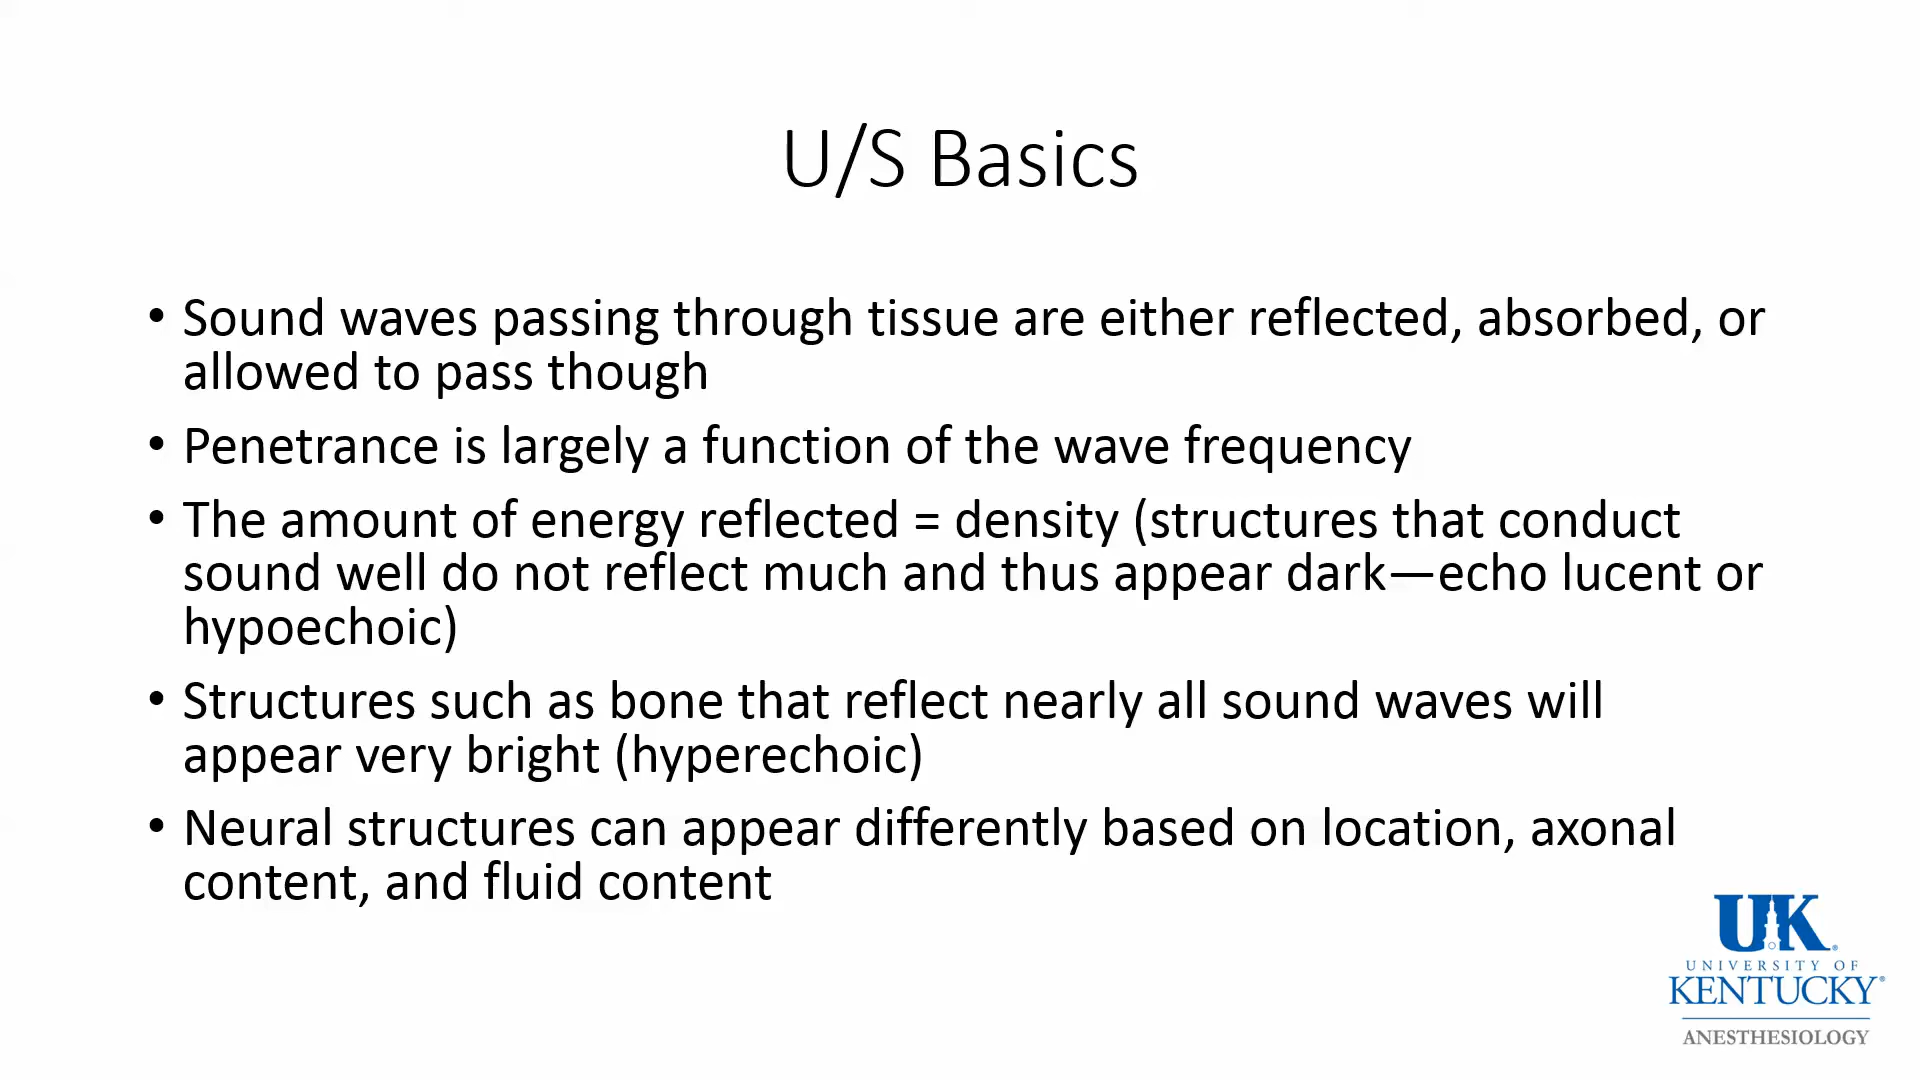 U/S Basics
• Sound waves passing through tissue are either reflected, absorbed, or
allowed to pass though
• Penetrance is largely a function of the wave frequency
• The amount of energy reflected = density (structures that conduct
sound well do not reflect much and thus appear dark—echo lucent or
hypoechoic)
• Structures such as bone that reflect nearly all sound waves will
appear very bright (hyperechoic)
• Neural structures can appear differently based on location, axonal
content, and fluid content
UK®
UNIVERSITY OF
KENTUCKY®
ANESTHESIOLOGY